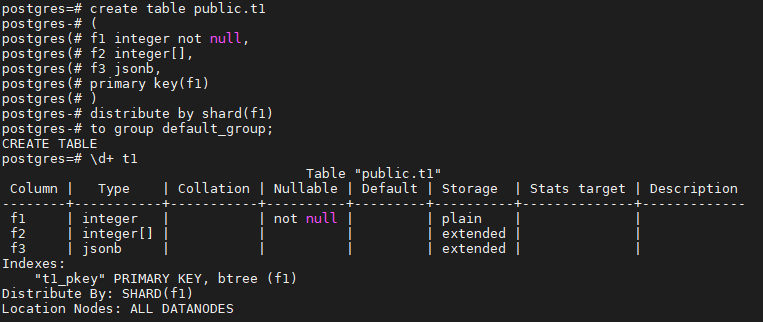 postgres=# create table public.t1
postgres-# (
postgres(# f1 integer not null,
postgres(# f2 integer[],
postgres(# f3 jsonb,
postgres(# primary key(f1)
postgres(# )
postgres-# distribute by shard(f1)
postgres-# to group default_group;
CREATE TABLE
postgres=# \d+ t1
                                      Table "public.t1"
 Column |   Type    | Collation | Nullable | Default | Storage  | Stats target | Description
--------+-----------+-----------+----------+---------+----------+--------------+-------------
 f1     | integer   |           | not null |         | plain    |              |
 f2     | integer[] |           |          |         | extended |              |
 f3     | jsonb     |           |          |         | extended |              |
Indexes:
    "t1_pkey" PRIMARY KEY, btree (f1)
Distribute By: SHARD(f1)
Location Nodes: ALL DATANODES